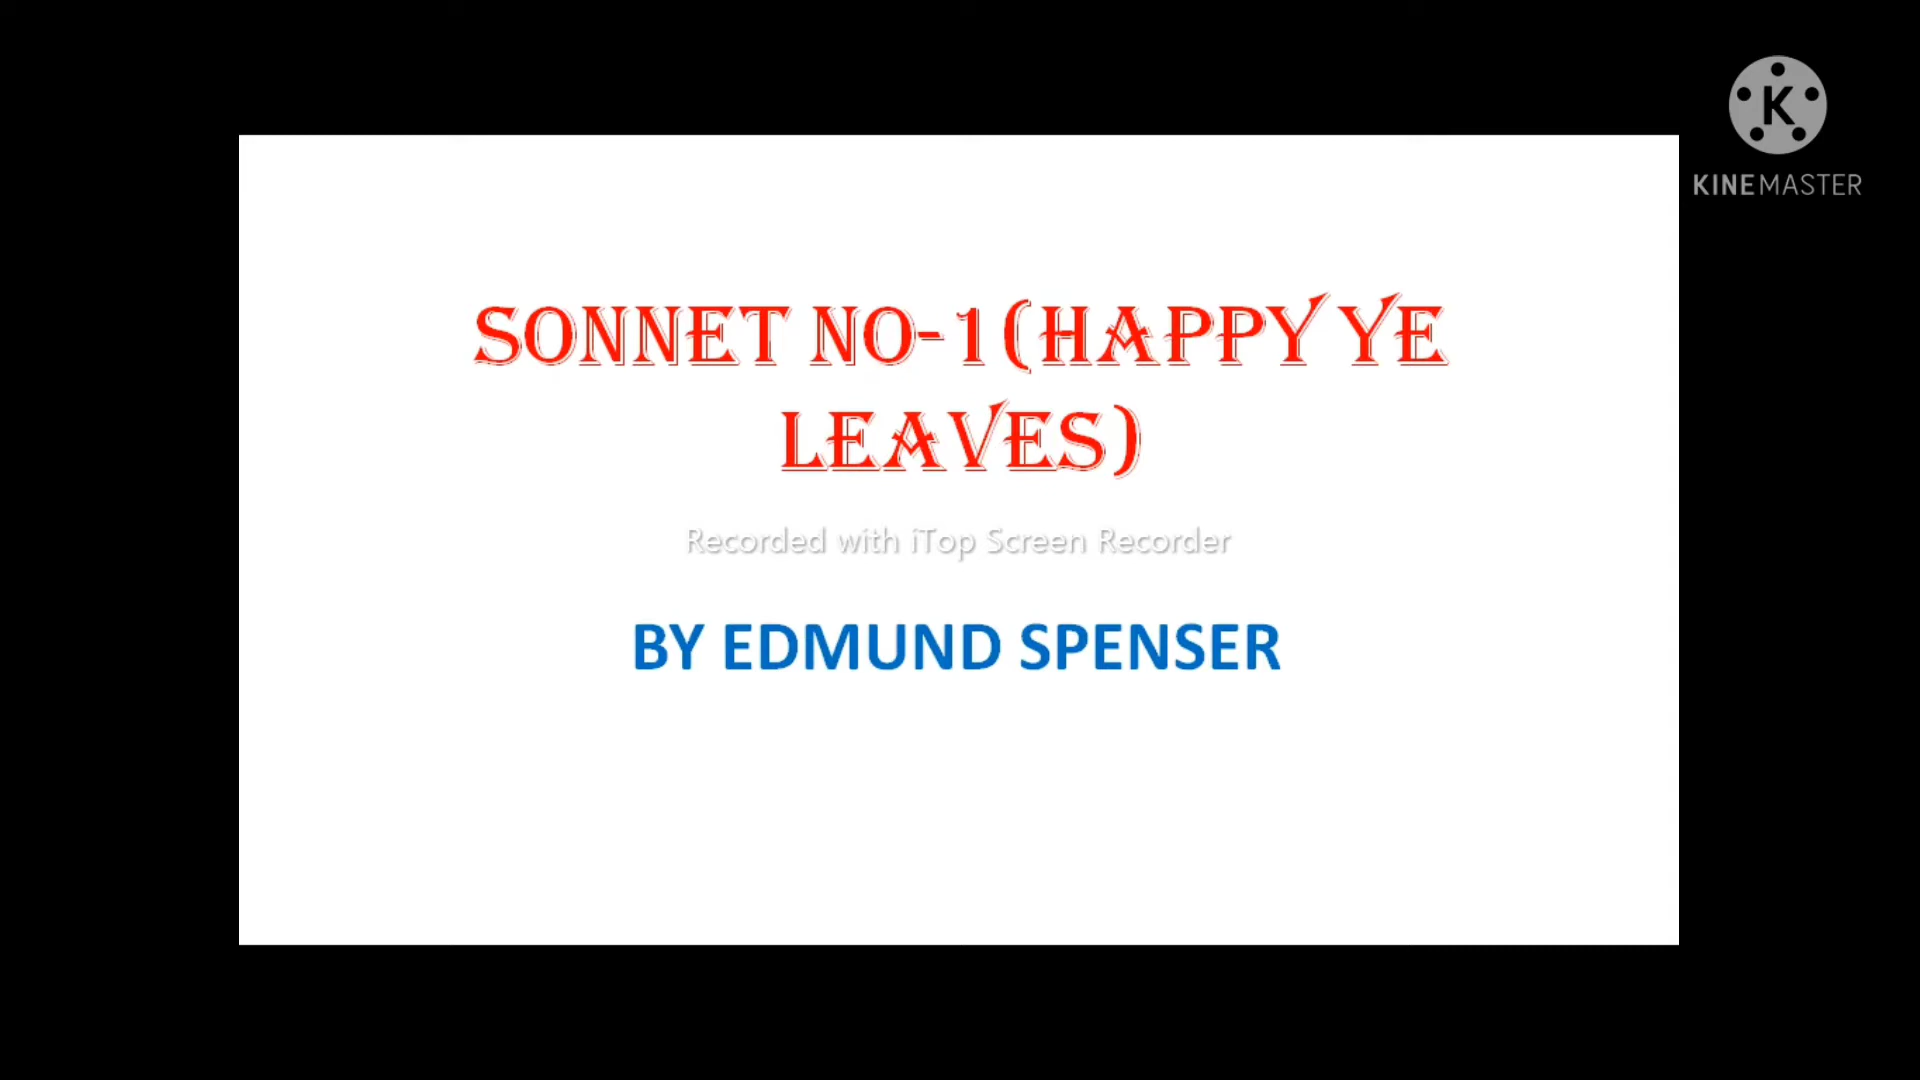 K
KINEMASTER
SONNET NO-1(HAPPY YE
LEAVES)
Recorded with iTop Screen Recorder
BY EDMUND SPENSER